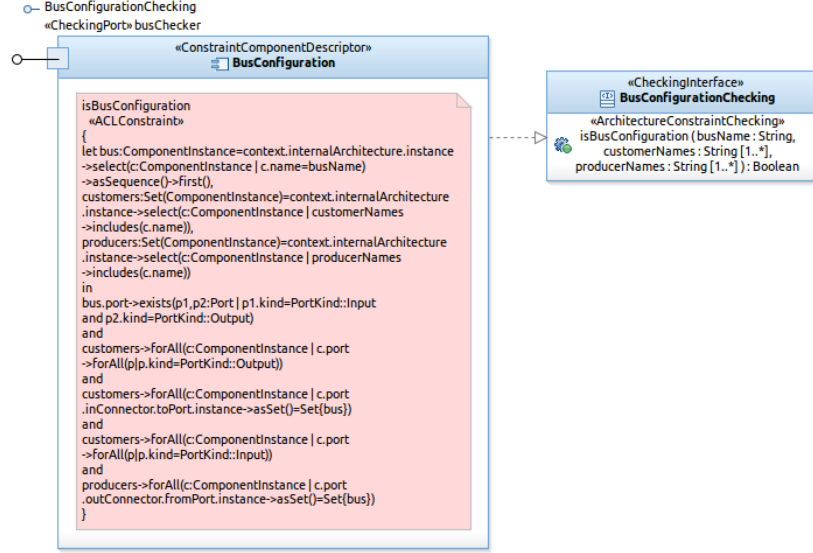 BusConfigurationChecking
«CheckingPort» busChecker
«ConstraintComponentDescriptor»
BusConfiguration
isBusConfiguration
«ACLConstraint»
{
let bus:ComponentInstance=context.internalArchitecture.instance
->select(c:ComponentInstance | c.name=busName)
->asSequence()->first(),
customers:Set(ComponentInstance)=context.internalArchitecture
.instance->select(c:ComponentInstance | customerNames
->includes(c.name)),
producers:Set(ComponentInstance)=context.internalArchitecture
.instance->select(c:ComponentInstance | producerNames
->includes(c.name))
in
bus.port->exists(p1,p2:Port | p1.kind=PortKind::Input
and p2.kind=PortKind::Output)
and
customers->forAll(c:ComponentInstance | c.port
->forAll(p|p.kind=PortKind::Output))
and
customers->forAll(c:ComponentInstance | c.port
.inConnector.toPort.instance->asSet()=Set{bus})
and
customers->forAll(c:ComponentInstance | c.port
->forAll(p|p.kind=PortKind::Input))
and
producers->forAll(c:ComponentInstance | c.port
.outConnector.fromPort.instance->asSet()=Set{bus})
}
«CheckingInterface»
BusConfigurationChecking
«ArchitectureConstraintChecking»
isBusConfiguration ( busName : String,
customerNames : String [1..*],
producerNames : String [1..*] ) : Boolean